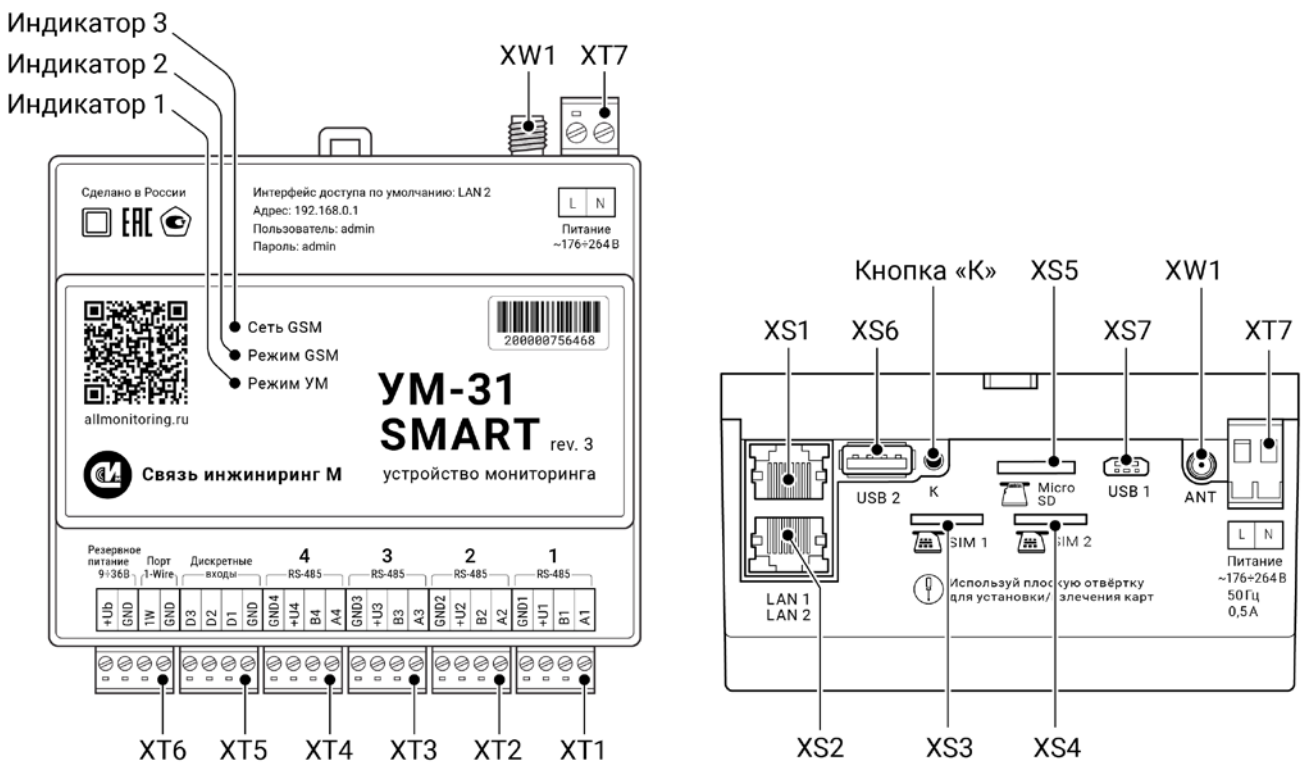 Индикатор 3
Индикатор 2
Индикатор 1
XW1 XT7
Сделано в России
EAC
Интерфейс доступа по умолчанию: LAN 2
Адрес: 192.168.0.1
Пользователь: admin
Пароль: admin
L N
Питание
~176÷264 В
Сеть GSM
Режим GSM
Режим УМ
200000756468
allmonitoring.ru
УМ-31
SMART rev. 3
устройство мониторинга
СИ
Связь инжиниринг М
Резервное
питание
9÷36В
Порт
1-Wire
Дискретные
входы
4
RS-485
3
RS-485
2
RS-485
1
RS-485
+Ub GND 1W GND D3 D2 D1 GND GND4 +U4 B4 A4 GND3 +U3 B3 A3 GND2 +U2 B2 A2 GND1 +U1 B1 A1
XT6 XT5 XT4 XT3 XT2 XT1
Кнопка «К» XS5 XW1
XS1 XS6 XS7 XT7
USB 2 K
Micro
SD
USB 1 ANT
SIM 1 SIM 2
L N
Питание
~176÷264 В
50 Гц
0,5 А
Используй плоскую отвёртку
для установки/ влечения карт
LAN 1
LAN 2
XS2 XS3 XS4